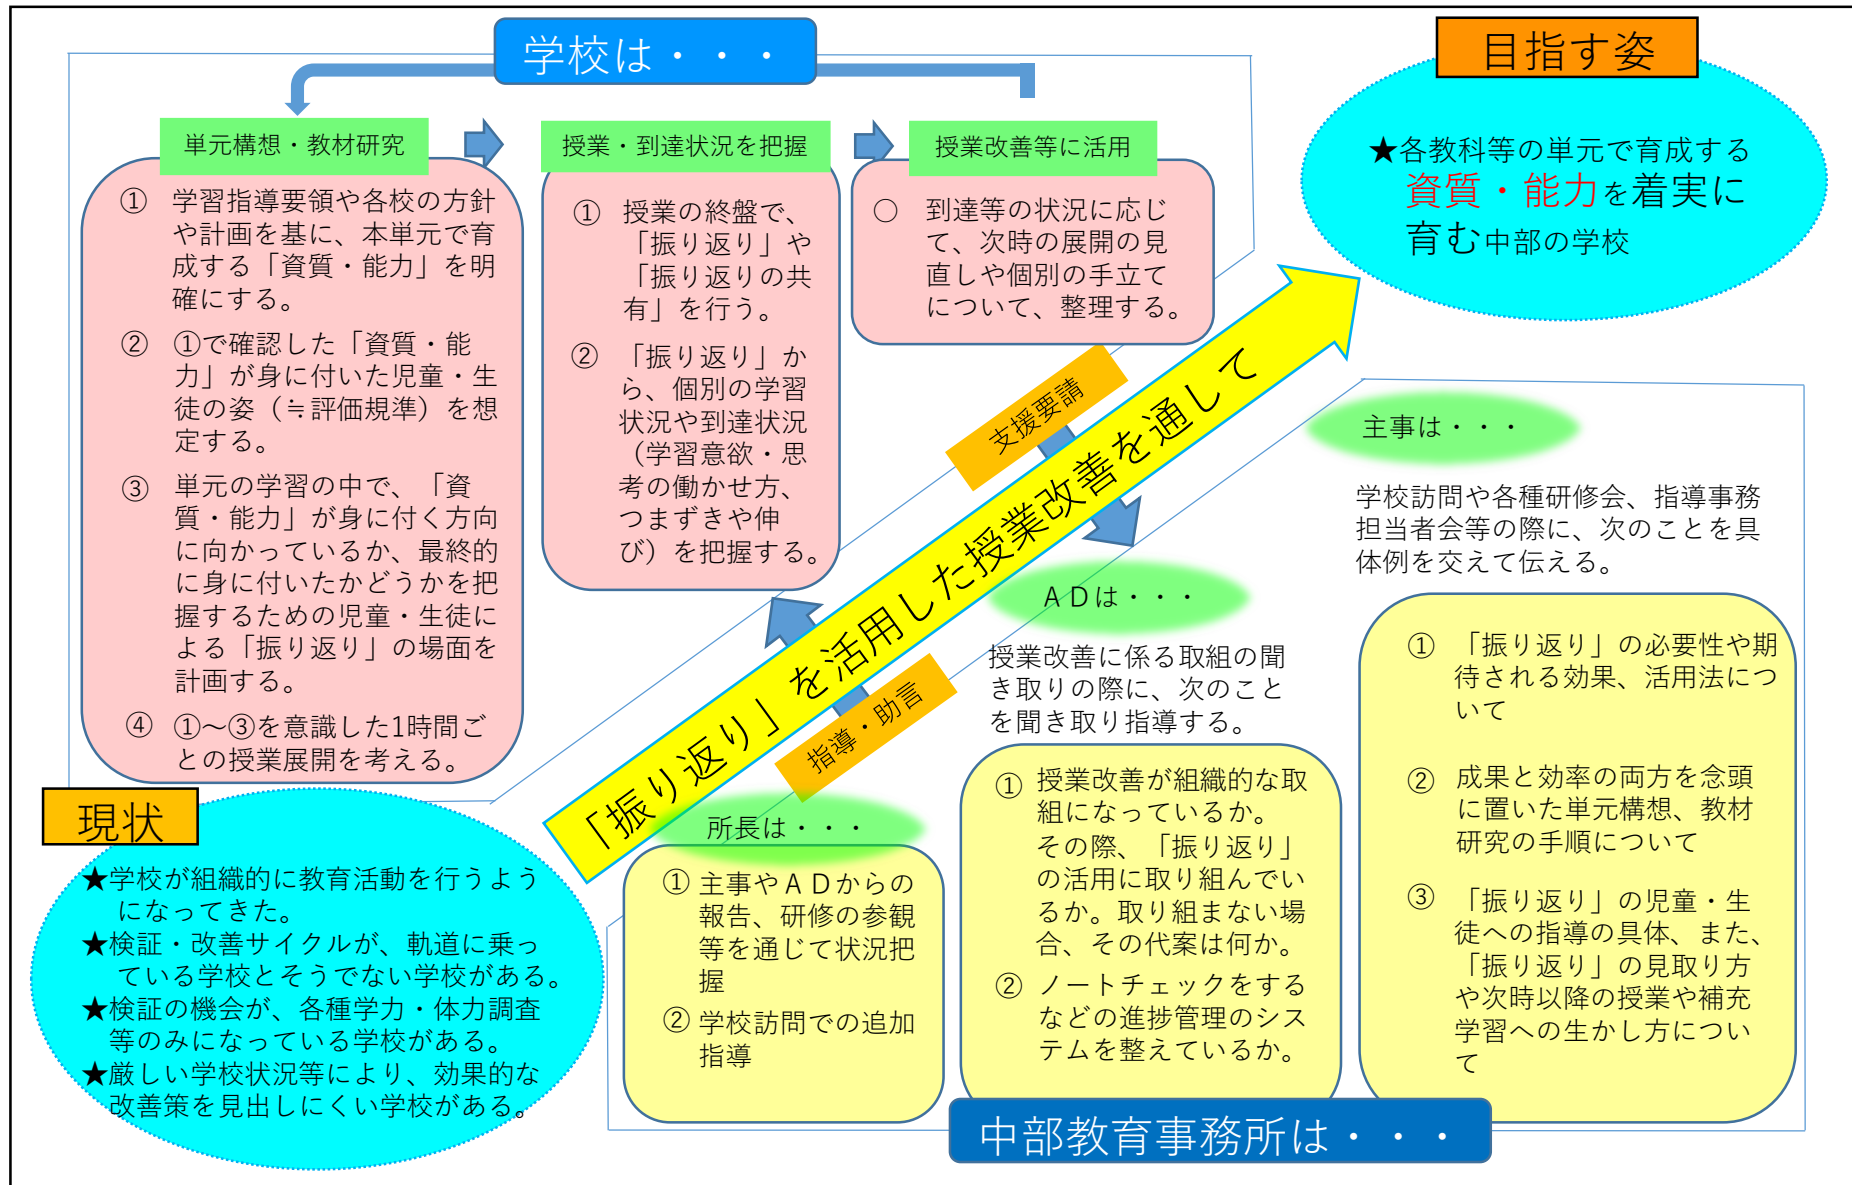 学校は・・・
目指す姿
★各教科等の単元で育成する
資質・能力を着実に
育む中部の学校
単元構想・教材研究
① 学習指導要領や各校の方針
や計画を基に、本単元で育
成する「資質・能力」を明
確にする。
② ①で確認した「資質・能
力」が身に付いた児童・生
徒の姿（≒評価規準）を想
定する。
③ 単元の学習の中で、「資
質・能力」が身に付く方向
に向かっているか、最終的
に身に付いたかどうかを把
握するための児童・生徒に
よる「振り返り」の場面を
計画する。
④ ①～③を意識した1時間ご
との授業展開を考える。
授業・到達状況を把握
① 授業の終盤で、
「振り返り」や
「振り返りの共
有」を行う。
② 「振り返り」か
ら、個別の学習
状況や到達状況
（学習意欲・思
考の働かせ方、
つまずきや伸
び）を把握する。
授業改善等に活用
○ 到達等の状況に応じ
て、次時の展開の見
直しや個別の手立て
について、整理する。
「振り返り」を活用した授業改善を通して
支援要請
指導・助言
現状
★学校が組織的に教育活動を行うよう
になってきた。
★検証・改善サイクルが、軌道に乗っ
ている学校とそうでない学校がある。
★検証の機会が、各種学力・体力調査
等のみになっている学校がある。
★厳しい学校状況等により、効果的な
改善策を見出しにくい学校がある。
所長は・・・
① 主事やＡＤからの
報告、研修の参観
等を通じて状況把
握
② 学校訪問での追加
指導
ＡＤは・・・
授業改善に係る取組の聞
き取りの際に、次のこと
を聞き取り指導する。
① 授業改善が組織的な取
組になっているか。
その際、「振り返り」
の活用に取り組んでい
るか。取り組まない場
合、その代案は何か。
② ノートチェックをする
などの進捗管理のシス
テムを整えているか。
主事は・・・
学校訪問や各種研修会、指導事務
担当者会等の際に、次のことを具
体例を交えて伝える。
① 「振り返り」の必要性や期
待される効果、活用法につ
いて
② 成果と効率の両方を念頭
に置いた単元構想、教材
研究の手順について
③ 「振り返り」の児童・生
徒への指導の具体、また、
「振り返り」の見取り方
や次時以降の授業や補充
学習への生かし方につい
て
中部教育事務所は・・・